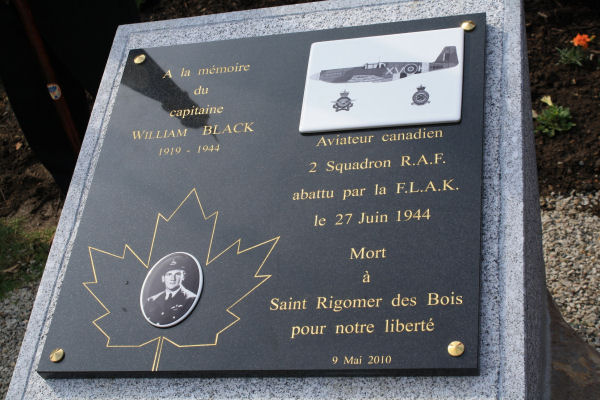 A la mémoire
du
capitaine
WILLIAM BLACK
1919 - 1944
XV
Aviateur canadien
2 Squadron R.A.F.
abattu par la F.L.A.K.
le 27 Juin 1944
Mort
à
Saint Rigomer des Bois
pour notre liberté
9 Mai 2010